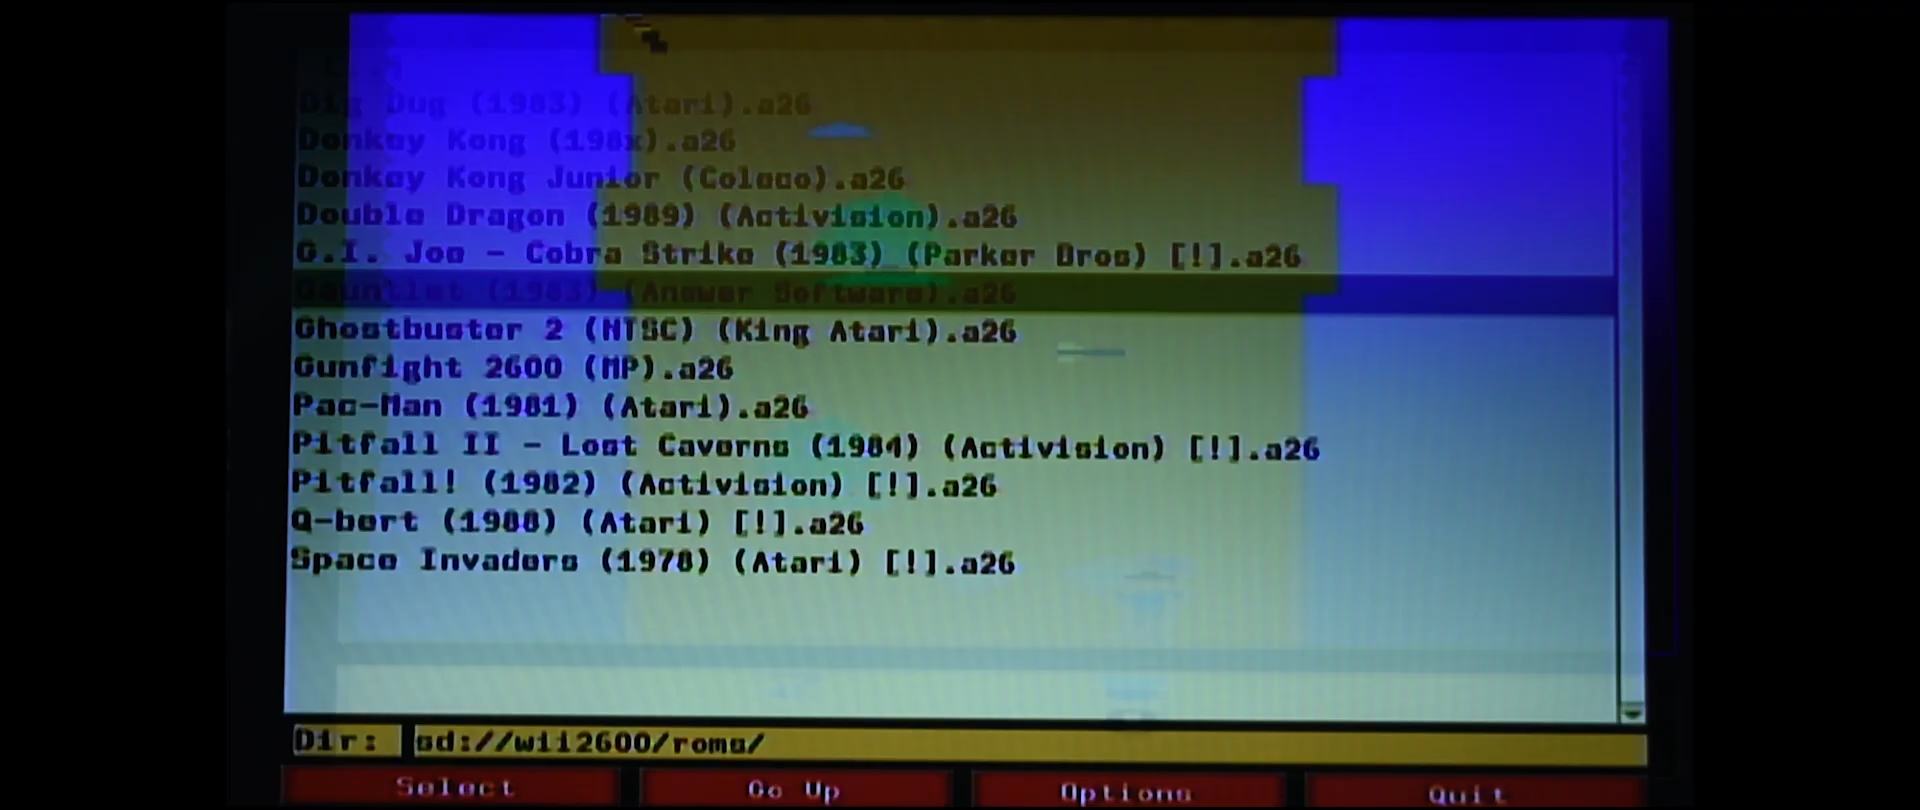 Dig Dug (1983) (Atari).a26
Donkey Kong (198x).a26
Donkey Kong Junior (Coleco).a26
Double Dragon (1989) (Activision).a26
G.I. Joe - Cobra Strike (1983) (Parker Bros) [!].a26
Gauntlet (1983) (Answer Software).a26
Ghostbuster 2 (NTSC) (King Atari).a26
Gunfight 2600 (MP).a26
Pac-Man (1981) (Atari).a26
Pitfall II - Lost Caverns (1984) (Activision) [!].a26
Pitfall! (1982) (Activision) [!].a26
Q-bert (1988) (Atari) [!].a26
Space Invaders (1978) (Atari) [!].a26
Dir: sd://wii2600/roms/
Select Go Up Options Quit